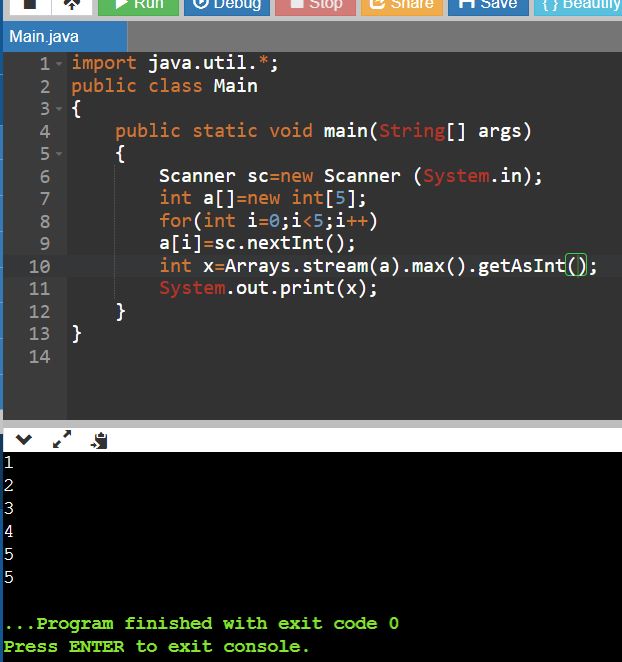 Run Debug Stop Share Save { } Beautify
Main.java
1 import java.util.*;
2 public class Main
3 {
4 public static void main(String[] args)
5 {
6 Scanner sc=new Scanner (System.in);
7 int a[]=new int[5];
8 for(int i=0;i<5;i++)
9 a[i]=sc.nextInt();
10 int x=Arrays.stream(a).max().getAsInt();
11 System.out.print(x);
12 }
13 }
14
1
2
3
4
5
5
...Program finished with exit code 0
Press ENTER to exit console.